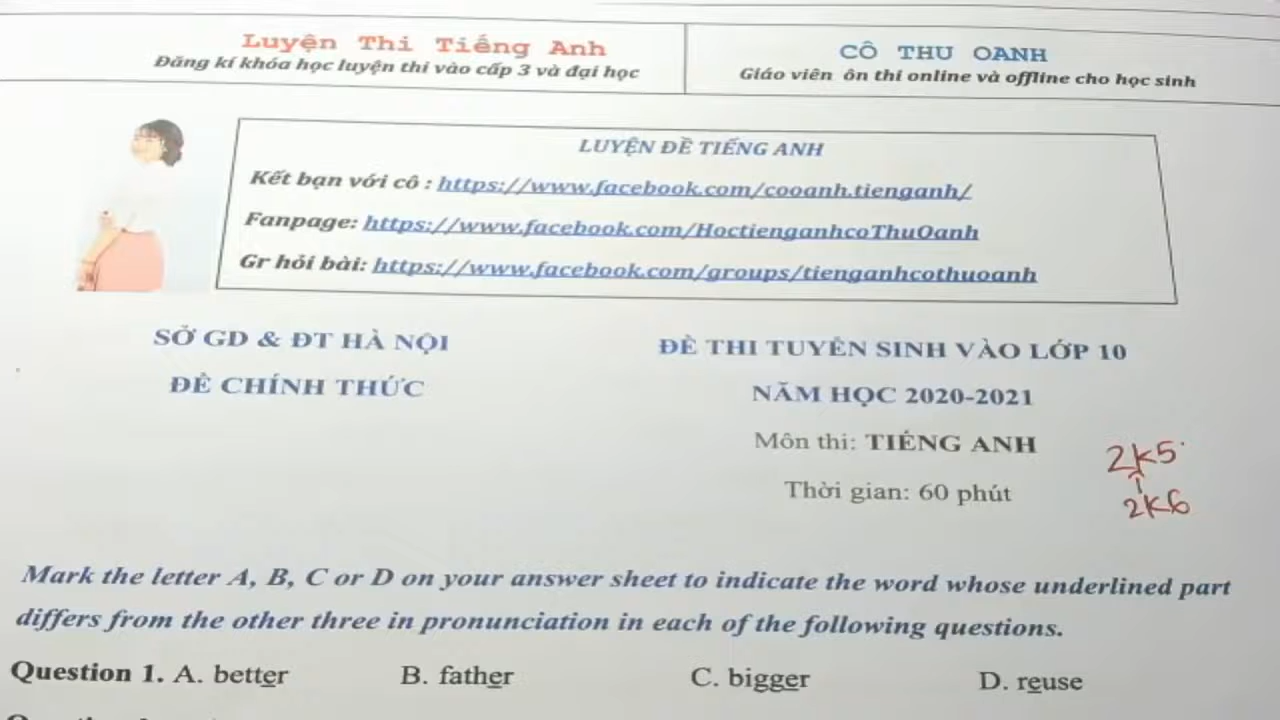 Luyện Thi Tiếng Anh
Đăng kí khóa học luyện thi vào cấp 3 và đại học
CÔ THU OANH
Giáo viên ôn thi online và offline cho học sinh
LUYỆN ĐỀ TIẾNG ANH
Kết bạn với cô : https://www.facebook.com/cooanh.tienganh/
Fanpage: https://www.facebook.com/HoctienganhcoThuOanh
Gr hỏi bài: https://www.facebook.com/groups/tienganhcothuoanh
SỞ GD & ĐT HÀ NỘI
ĐỀ CHÍNH THỨC
ĐỀ THI TUYỂN SINH VÀO LỚP 10
NĂM HỌC 2020-2021
Môn thi: TIẾNG ANH
Thời gian: 60 phút
2k5
2k6
Mark the letter A, B, C or D on your answer sheet to indicate the word whose underlined part
differs from the other three in pronunciation in each of the following questions.
Question 1. A. better B. father C. bigger D. reuse